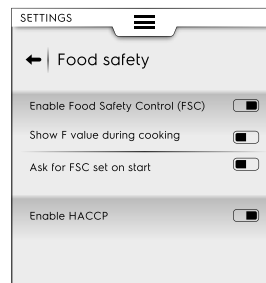 SETTINGS
Food safety
Enable Food Safety Control (FSC)
Show F value during cooking
Ask for FSC set on start
Enable HACCP